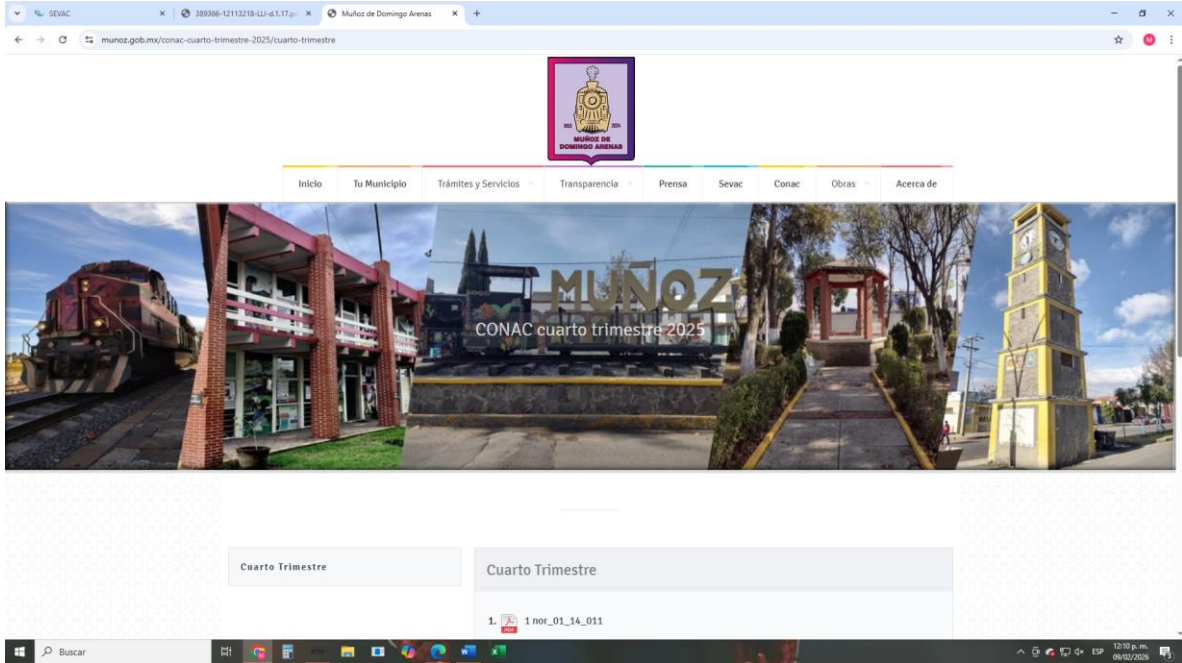 SEVAC
389366-12113218-LLI-d.1.17.p
Muñoz de Domingo Arenas
munoz.gob.mx/conac-cuarto-trimestre-2025/cuarto-trimestre
MUÑOZ DE
DOMINGO ARENAS
Inicio Tu Municipio Trámites y Servicios Transparencia Prensa Sevac Conac Obras Acerca de
MUÑOZ
CONAC cuarto trimestre 2025
Cuarto Trimestre
Cuarto Trimestre
1. PDF 1 nor_01_14_011
Buscar
ESP
12:10 p. m.
09/02/2026